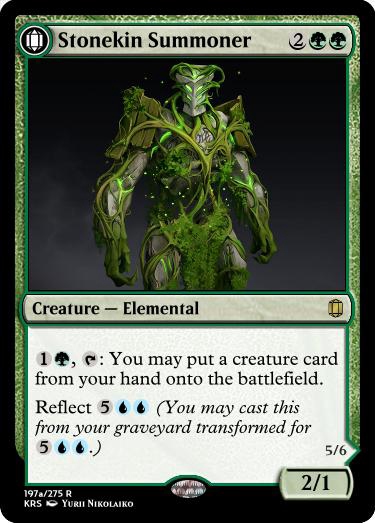 Stonekin Summoner 2
Creature — Elemental
1, : You may put a creature card
from your hand onto the battlefield.
Reflect 5 (You may cast this
from your graveyard transformed for
5.)
5/6
2/1
197a/275 R
KRS Yurii Nikolaiko